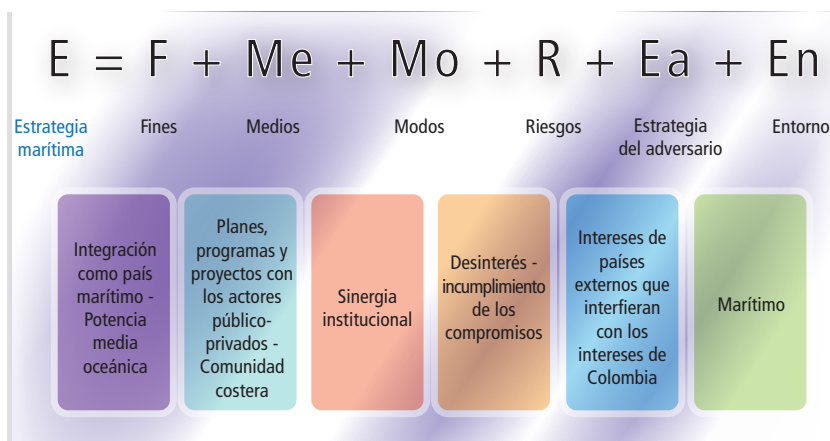 E = F + Me + Mo + R + Ea + En
Estrategia
marítima
Fines
Medios
Modos
Riesgos
Estrategia
del adversario
Entorno
Integración
como país
marítimo -
Potencia
media
oceánica
Planes,
programas y
proyectos con
los actores
público-
privados -
Comunidad
costera
Sinergia
institucional
Desinterés -
incumplimiento
de los
compromisos
Intereses de
países
externos que
interfieran
con los
intereses de
Colombia
Marítimo